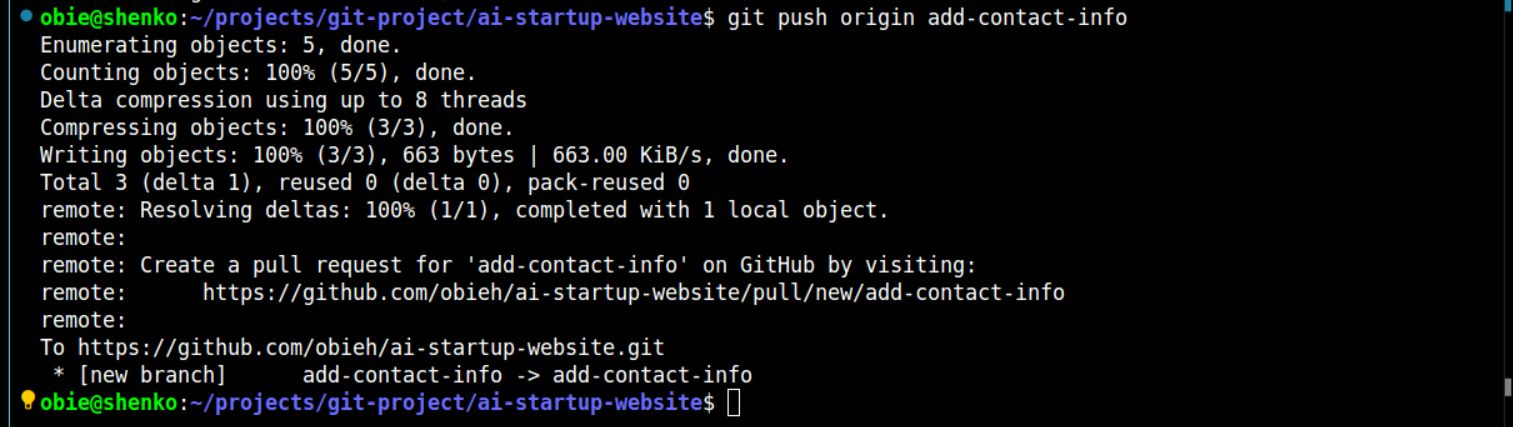 obie@shenko:~/projects/git-project/ai-startup-website$ git push origin add-contact-info
Enumerating objects: 5, done.
Counting objects: 100% (5/5), done.
Delta compression using up to 8 threads
Compressing objects: 100% (3/3), done.
Writing objects: 100% (3/3), 663 bytes | 663.00 KiB/s, done.
Total 3 (delta 1), reused 0 (delta 0), pack-reused 0
remote: Resolving deltas: 100% (1/1), completed with 1 local object.
remote:
remote: Create a pull request for 'add-contact-info' on GitHub by visiting:
remote:      https://github.com/obieh/ai-startup-website/pull/new/add-contact-info
remote:
To https://github.com/obieh/ai-startup-website.git
 * [new branch]      add-contact-info -> add-contact-info
obie@shenko:~/projects/git-project/ai-startup-website$